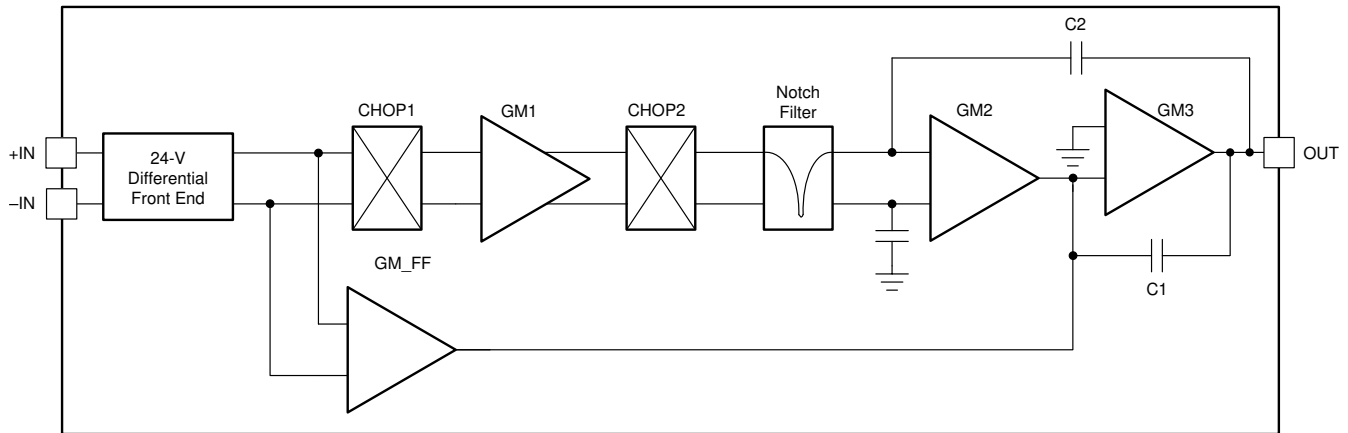 C2
CHOP1
GM1
CHOP2
Notch
Filter
GM2
GM3
+IN
–IN
24-V
Differential
Front End
OUT
GM_FF
C1